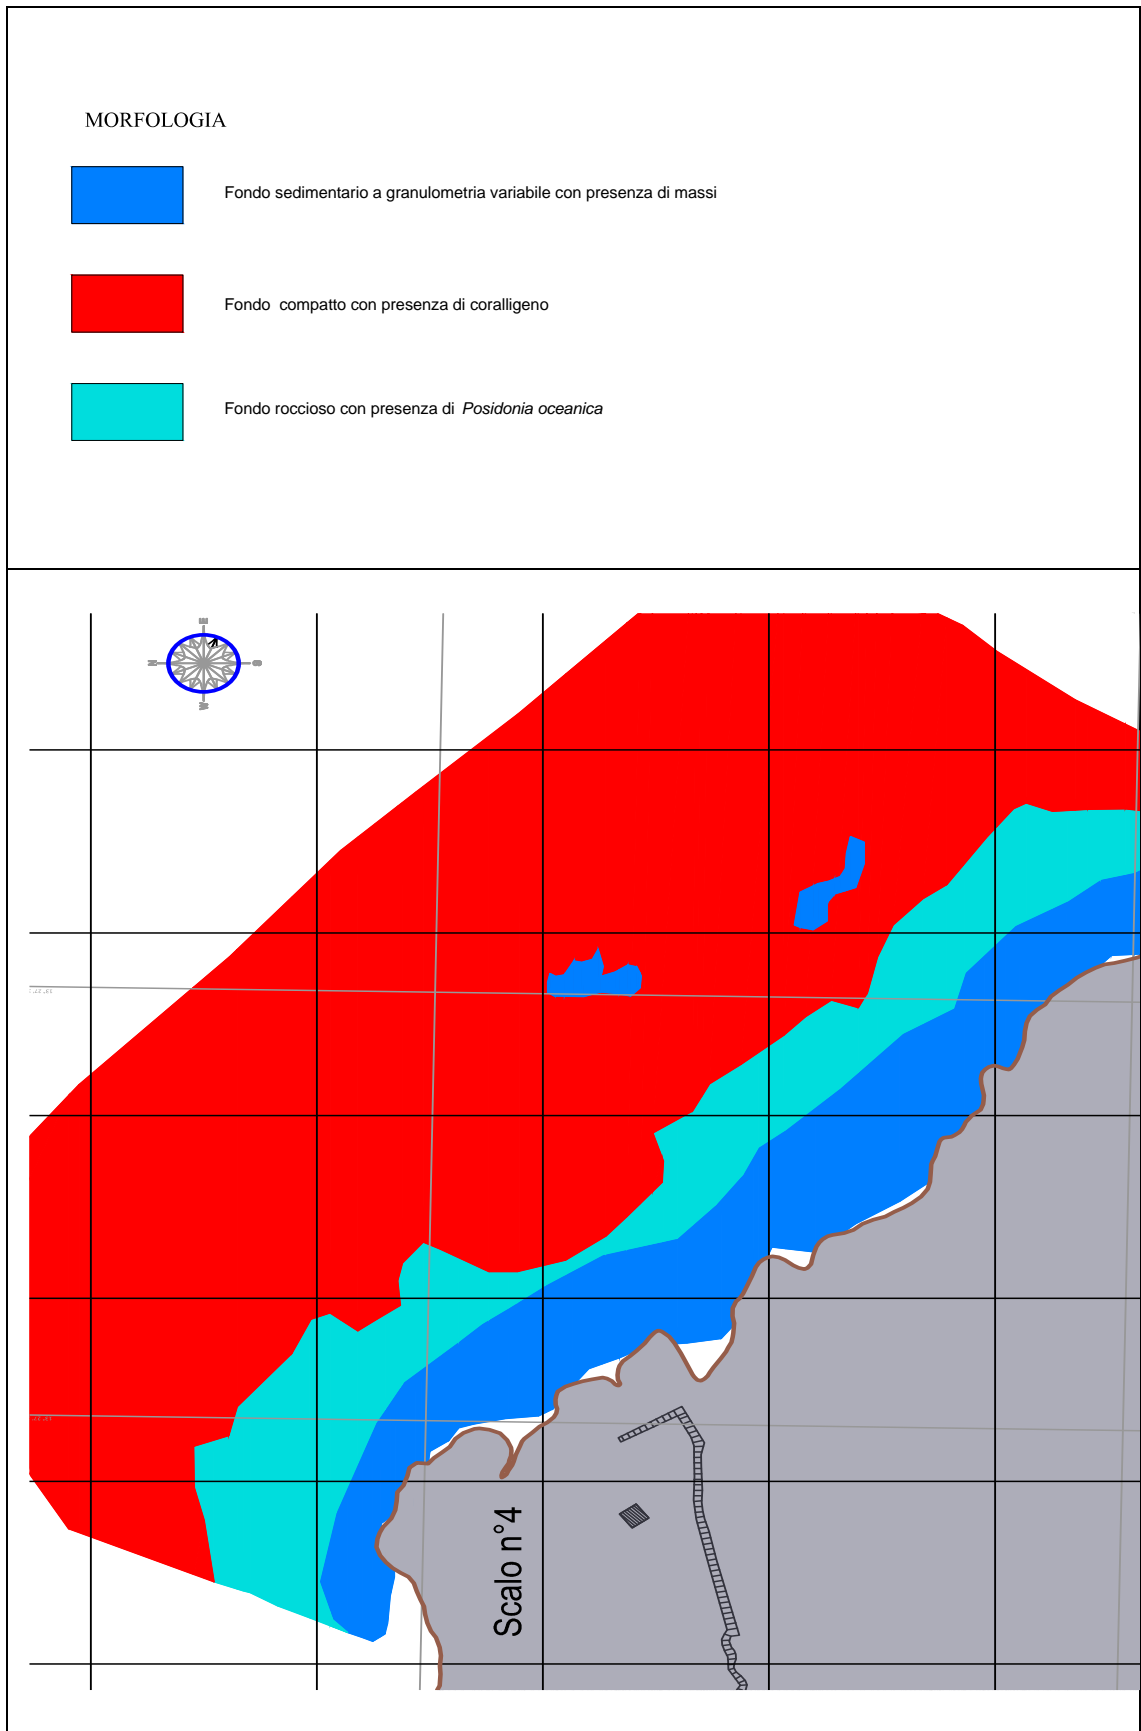 MORFOLOGIA
Fondo sedimentario a granulometria variabile con presenza di massi
Fondo compatto con presenza di coralligeno
Fondo roccioso con presenza di Posidonia oceanica
E
N
W
Scalo n°4